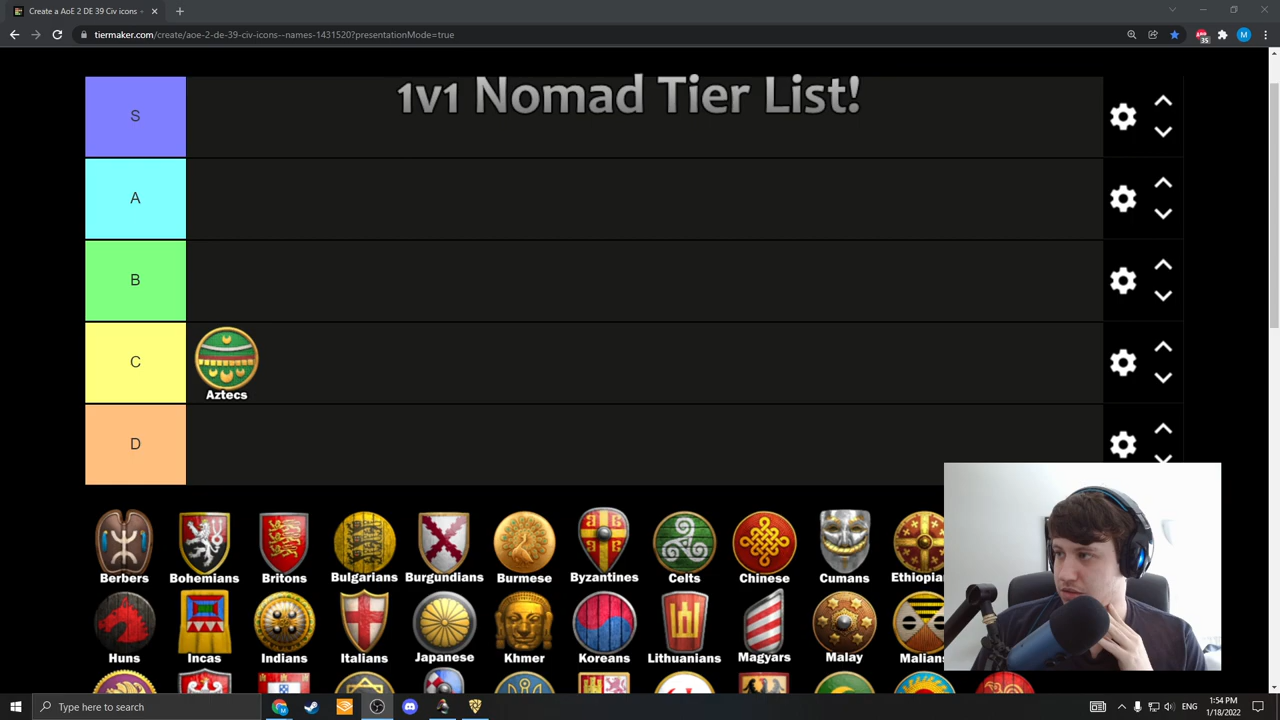 Create a AoE 2 DE 39 Civ icons -
tiermaker.com/create/aoe-2-de-39-civ-icons--names-1431520?presentationMode=true
35
M
1v1 Nomad Tier List!
S
A
B
C
Aztecs
D
Berbers Bohemians Britons Bulgarians Burgundians Burmese Byzantines Celts Chinese Cumans Ethiopia
Huns Incas Indians Italians Japanese Khmer Koreans Lithuanians Magyars Malay Malians
Type here to search
ENG
1:54 PM
1/18/2022